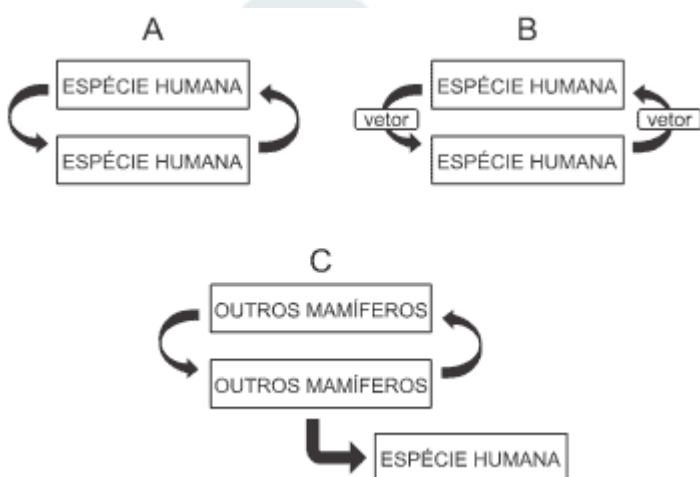 A
ESPÉCIE HUMANA
ESPÉCIE HUMANA
B
ESPÉCIE HUMANA
vetor
vetor
ESPÉCIE HUMANA
C
OUTROS MAMÍFEROS
OUTROS MAMÍFEROS
ESPÉCIE HUMANA